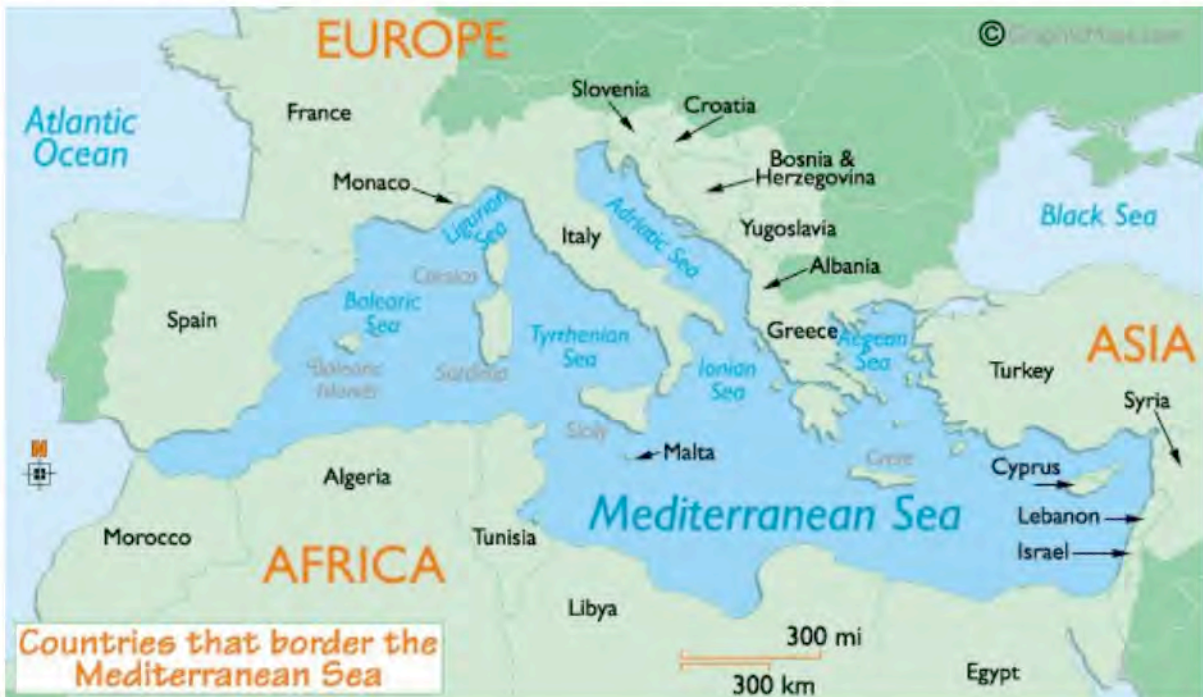 EUROPE
© GraphicMaps.com
Atlantic
Ocean
France
Slovenia
Croatia
Monaco
Bosnia &
Herzegovina
Ligurian
Sea
Italy
Adriatic Sea
Yugoslavia
Black Sea
Albania
Corsica
Spain
Balearic
Sea
Balearic
Islands
Sardinia
Tyrrhenian
Sea
Ionian
Sea
Greece
Aegean
Sea
Turkey
ASIA
Syria
Sicily
Malta
Crete
Cyprus
Lebanon
Israel
N
Algeria
Morocco
Tunisia
AFRICA
Mediterranean Sea
Libya
Egypt
300 mi
300 km
Countries that border the
Mediterranean Sea